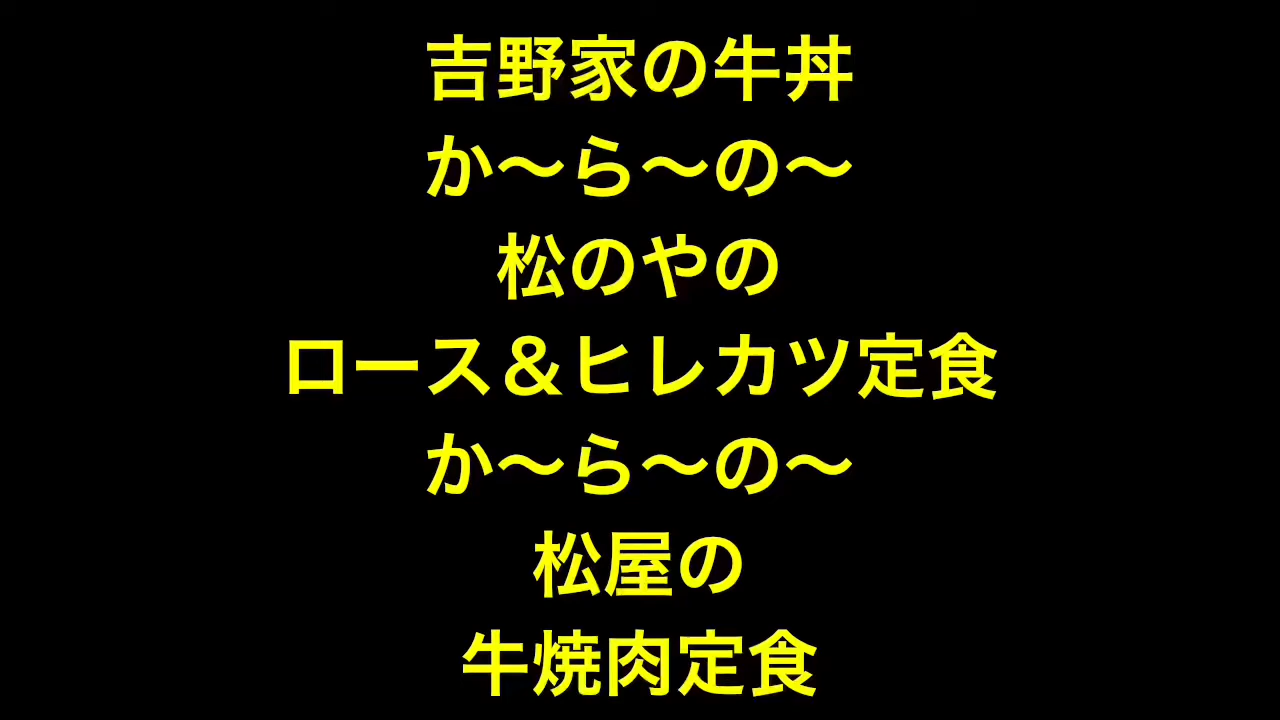 吉野家の牛丼
か〜ら〜の〜
松のやの
ロース＆ヒレカツ定食
か〜ら〜の〜
松屋の
牛焼肉定食